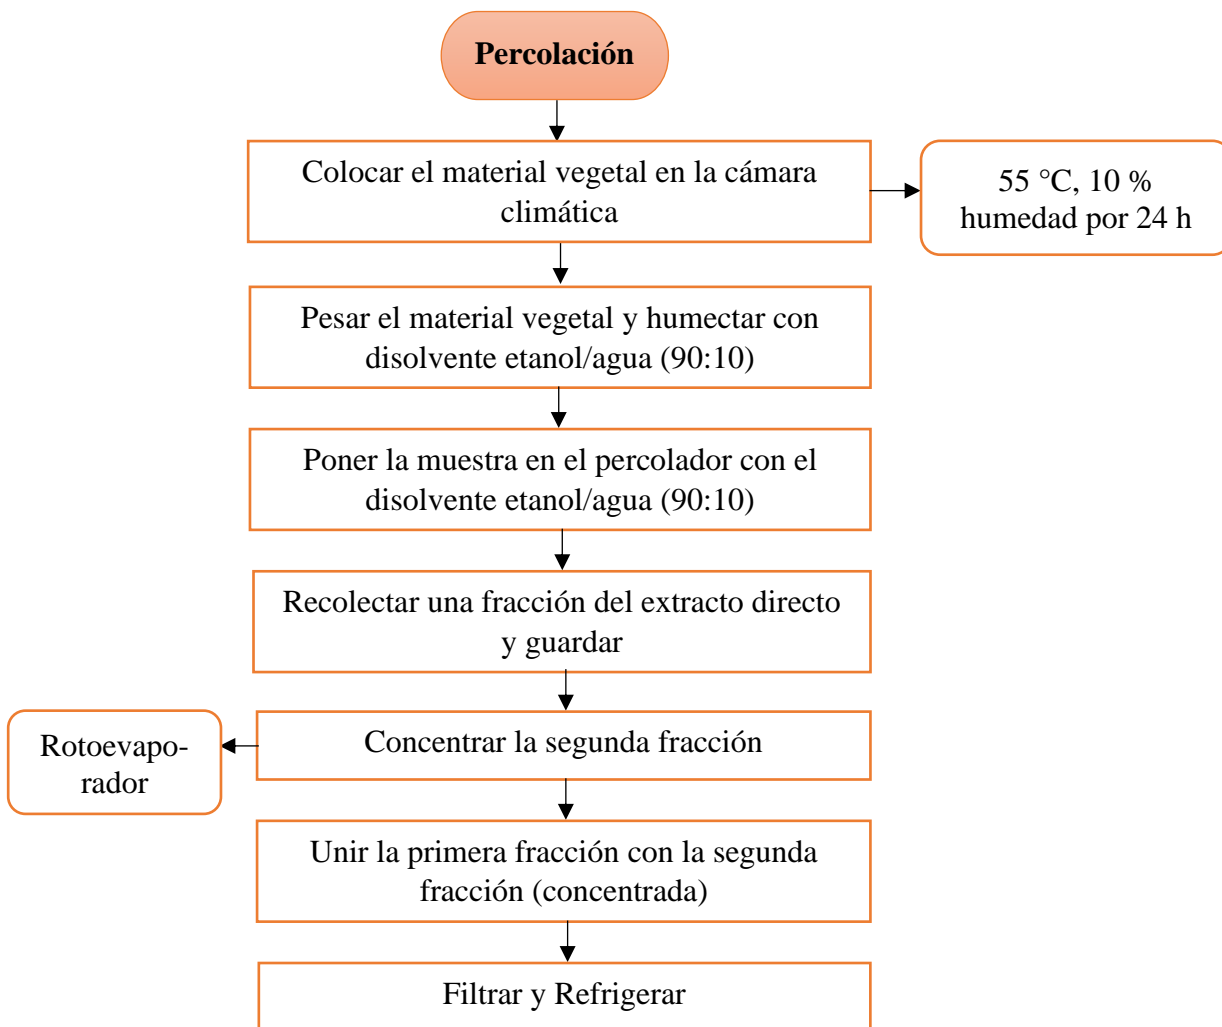 Percolación
Colocar el material vegetal en la cámara
climática
55 °C, 10 %
humedad por 24 h
Pesar el material vegetal y humectar con
disolvente etanol/agua (90:10)
Poner la muestra en el percolador con el
disolvente etanol/agua (90:10)
Recolectar una fracción del extracto directo
y guardar
Concentrar la segunda fracción
Rotoevapo-
rador
Unir la primera fracción con la segunda
fracción (concentrada)
Filtrar y Refrigerar